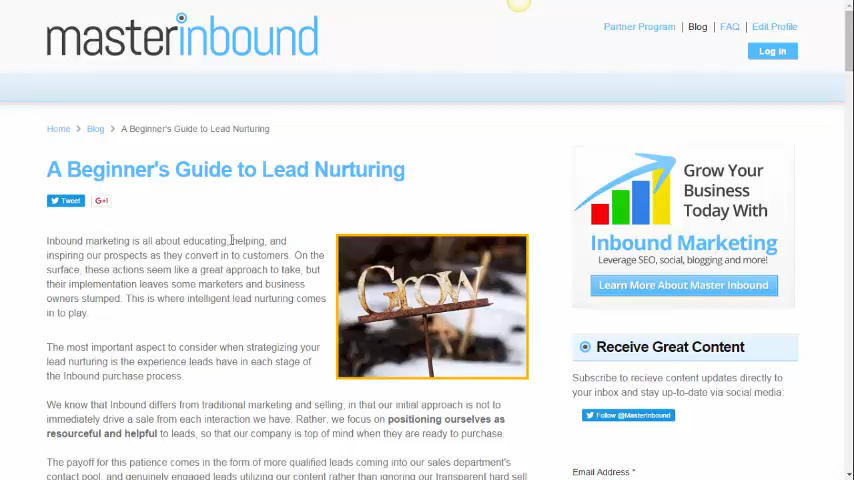 masterinbound
Partner Program | Blog | FAQ | Edit Profile
Log in
Home > Blog > A Beginner's Guide to Lead Nurturing
A Beginner's Guide to Lead Nurturing
Tweet G+1
Inbound marketing is all about educating, helping, and
inspiring our prospects as they convert in to customers. On the
surface, these actions seem like a great approach to take, but
their implementation leaves some marketers and business
owners stumped. This is where intelligent lead nurturing comes
in to play.
GROW
The most important aspect to consider when strategizing your
lead nurturing is the experience leads have in each stage of
the Inbound purchase process.
We know that Inbound differs from traditional marketing and selling, in that our initial approach is not to
immediately drive a sale from each interaction we have. Rather, we focus on positioning ourselves as
resourceful and helpful to leads, so that our company is top of mind when they are ready to purchase.
The payoff for this patience comes in the form of more qualified leads coming into our sales department's
contact pool, and genuinely engaged leads utilizing our content rather than ignoring our transparent hard sell
Grow Your
Business
Today With
Inbound Marketing
Leverage SEO, social, blogging and more!
Learn More About Master Inbound
Receive Great Content
Subscribe to recieve content updates directly to
your inbox and stay up-to-date via social media:
Follow @MasterInbound
Email Address *